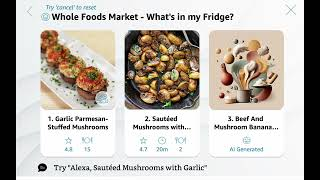 Try 'cancel' to reset
Whole Foods Market - What's in my Fridge?
1. Garlic Parmesan-
Stuffed Mushrooms
4.8 15
2. Sautéed
Mushrooms with...
4.7 20m 2
3. Beef And
Mushroom Banana...
AI Generated
Try "Alexa, Sautéed Mushrooms with Garlic"